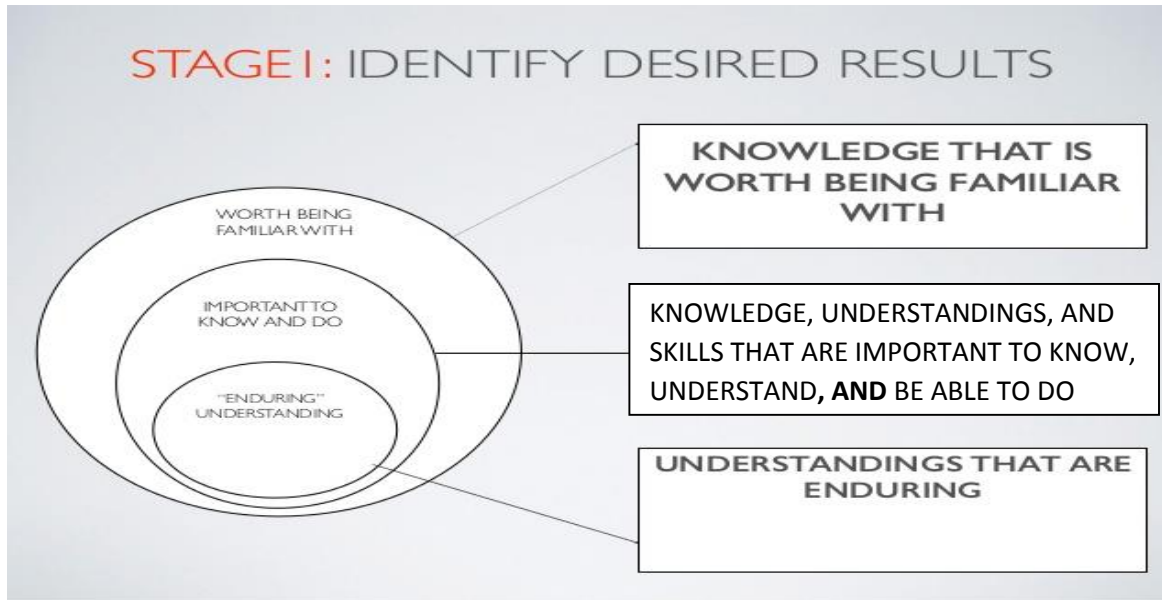 STAGE I: IDENTIFY DESIRED RESULTS
WORTH BEING
FAMILIAR WITH
IMPORTANT TO
KNOW AND DO
"ENDURING"
UNDERSTANDING
KNOWLEDGE THAT IS
WORTH BEING FAMILIAR
WITH
KNOWLEDGE, UNDERSTANDINGS, AND
SKILLS THAT ARE IMPORTANT TO KNOW,
UNDERSTAND, AND BE ABLE TO DO
UNDERSTANDINGS THAT ARE
ENDURING